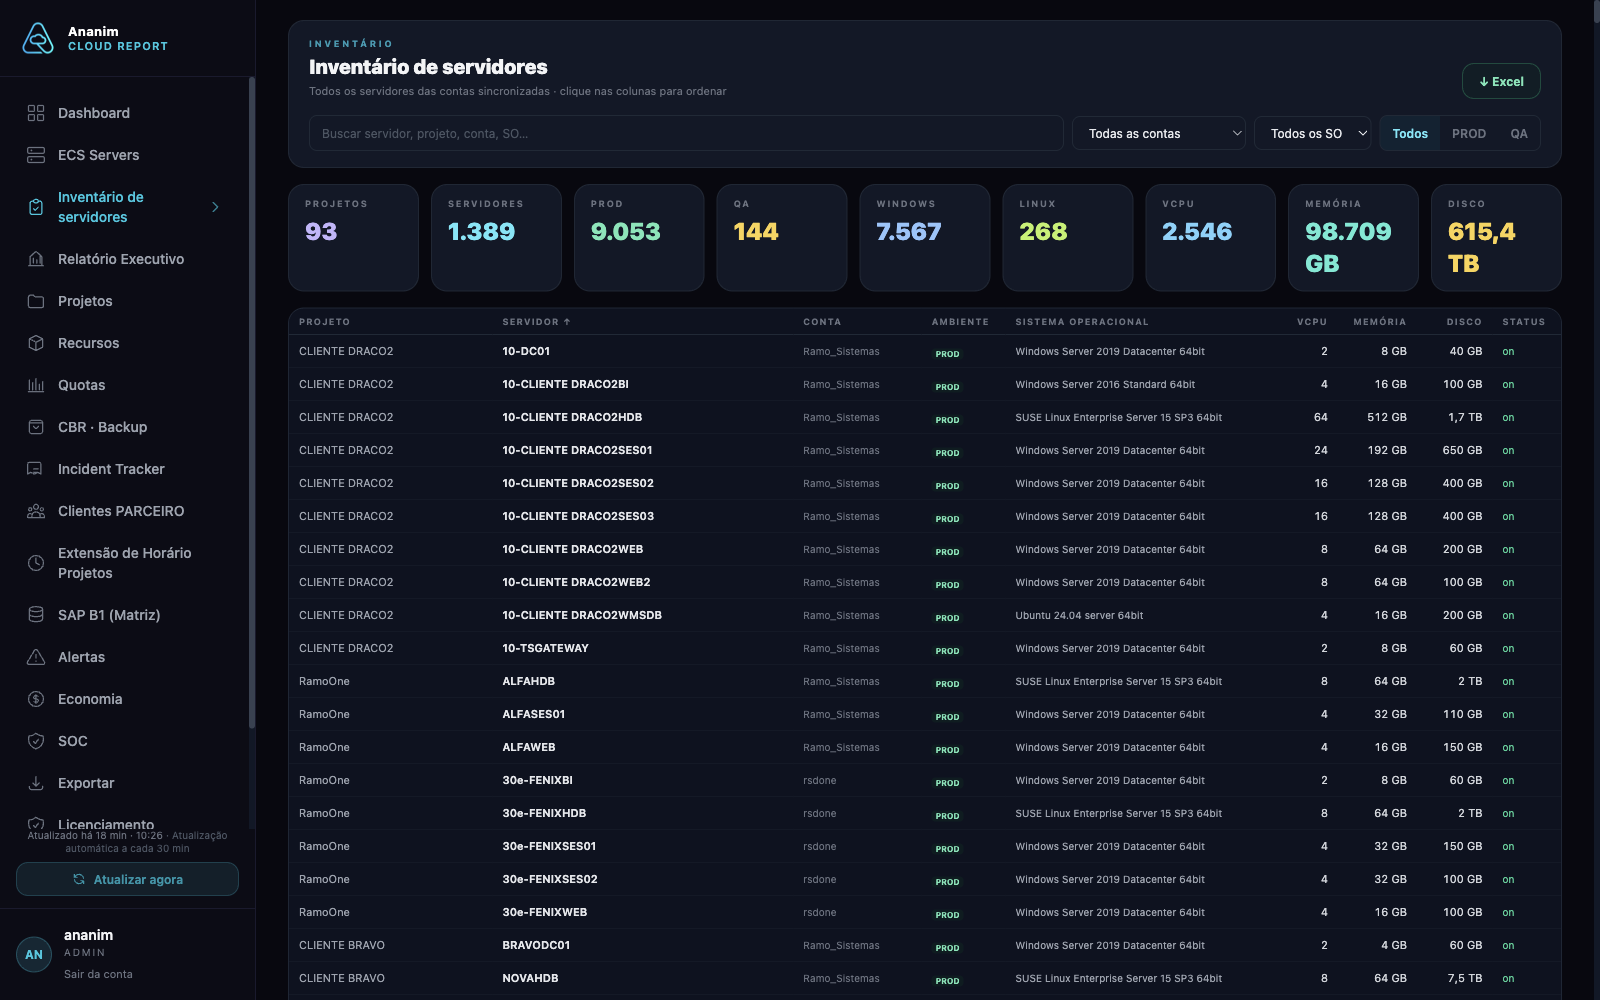 Ananim
CLOUD REPORT
Dashboard
ECS Servers
Inventário de
servidores
Relatório Executivo
Projetos
Recursos
Quotas
CBR · Backup
Incident Tracker
Clientes PARCEIRO
Extensão de Horário
Projetos
SAP B1 (Matriz)
Alertas
Economia
SOC
Exportar
Licenciamento
Atualizado há 18 min · 10:26 · Atualização
automática a cada 30 min
Atualizar agora
AN
ananim
ADMIN
Sair da conta
INVENTÁRIO
Inventário de servidores
Todos os servidores das contas sincronizadas · clique nas colunas para ordenar
↓ Excel
Buscar servidor, projeto, conta, SO...
Todas as contas
Todos os SO
Todos PROD QA
PROJETOS
93
SERVIDORES
1.389
PROD
9.053
QA
144
WINDOWS
7.567
LINUX
268
VCPU
2.546
MEMÓRIA
98.709
GB
DISCO
615,4
TB
PROJETO SERVIDOR ↑ CONTA AMBIENTE SISTEMA OPERACIONAL VCPU MEMÓRIA DISCO STATUS
CLIENTE DRACO2 10-DC01 Ramo_Sistemas PROD Windows Server 2019 Datacenter 64bit 2 8 GB 40 GB on
CLIENTE DRACO2 10-CLIENTE DRACO2BI Ramo_Sistemas PROD Windows Server 2016 Standard 64bit 4 16 GB 100 GB on
CLIENTE DRACO2 10-CLIENTE DRACO2HDB Ramo_Sistemas PROD SUSE Linux Enterprise Server 15 SP3 64bit 64 512 GB 1,7 TB on
CLIENTE DRACO2 10-CLIENTE DRACO2SES01 Ramo_Sistemas PROD Windows Server 2019 Datacenter 64bit 24 192 GB 650 GB on
CLIENTE DRACO2 10-CLIENTE DRACO2SES02 Ramo_Sistemas PROD Windows Server 2019 Datacenter 64bit 16 128 GB 400 GB on
CLIENTE DRACO2 10-CLIENTE DRACO2SES03 Ramo_Sistemas PROD Windows Server 2019 Datacenter 64bit 16 128 GB 400 GB on
CLIENTE DRACO2 10-CLIENTE DRACO2WEB Ramo_Sistemas PROD Windows Server 2019 Datacenter 64bit 8 64 GB 200 GB on
CLIENTE DRACO2 10-CLIENTE DRACO2WEB2 Ramo_Sistemas PROD Windows Server 2019 Datacenter 64bit 8 64 GB 100 GB on
CLIENTE DRACO2 10-CLIENTE DRACO2WMSDB Ramo_Sistemas PROD Ubuntu 24.04 server 64bit 4 16 GB 200 GB on
CLIENTE DRACO2 10-TSGATEWAY Ramo_Sistemas PROD Windows Server 2019 Datacenter 64bit 2 8 GB 60 GB on
RamoOne ALFAHDB Ramo_Sistemas PROD SUSE Linux Enterprise Server 15 SP3 64bit 8 64 GB 2 TB on
RamoOne ALFASES01 Ramo_Sistemas PROD Windows Server 2019 Datacenter 64bit 4 32 GB 110 GB on
RamoOne ALFAWEB Ramo_Sistemas PROD Windows Server 2019 Datacenter 64bit 4 16 GB 150 GB on
RamoOne 30e-FENIXBI rsdone PROD Windows Server 2019 Datacenter 64bit 2 8 GB 60 GB on
RamoOne 30e-FENIXHDB rsdone PROD SUSE Linux Enterprise Server 15 SP3 64bit 8 64 GB 2 TB on
RamoOne 30e-FENIXSES01 rsdone PROD Windows Server 2019 Datacenter 64bit 4 32 GB 150 GB on
RamoOne 30e-FENIXSES02 rsdone PROD Windows Server 2019 Datacenter 64bit 4 32 GB 100 GB on
RamoOne 30e-FENIXWEB rsdone PROD Windows Server 2019 Datacenter 64bit 4 16 GB 100 GB on
CLIENTE BRAVO BRAVODC01 Ramo_Sistemas PROD Windows Server 2019 Datacenter 64bit 2 4 GB 60 GB on
CLIENTE BRAVO NOVAHDB Ramo_Sistemas PROD SUSE Linux Enterprise Server 15 SP3 64bit 8 64 GB 7,5 TB on